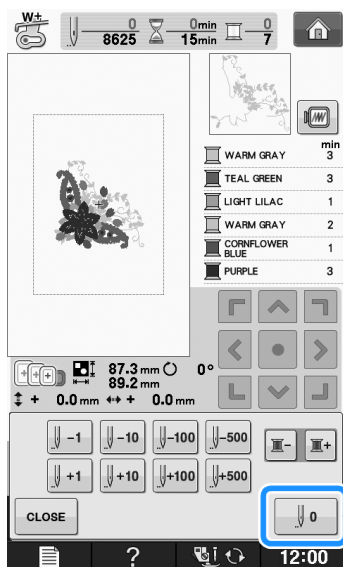 W+
0
8625
0min
15min
0
7
min
WARM GRAY 3
TEAL GREEN 3
LIGHT LILAC 1
WARM GRAY 2
CORNFLOWER
BLUE 1
PURPLE 3
87.3 mm 0°
89.2 mm
+ 0.0 mm + 0.0 mm
-1 -10 -100 -500
- +
+1 +10 +100 +500
CLOSE 0
? 12:00